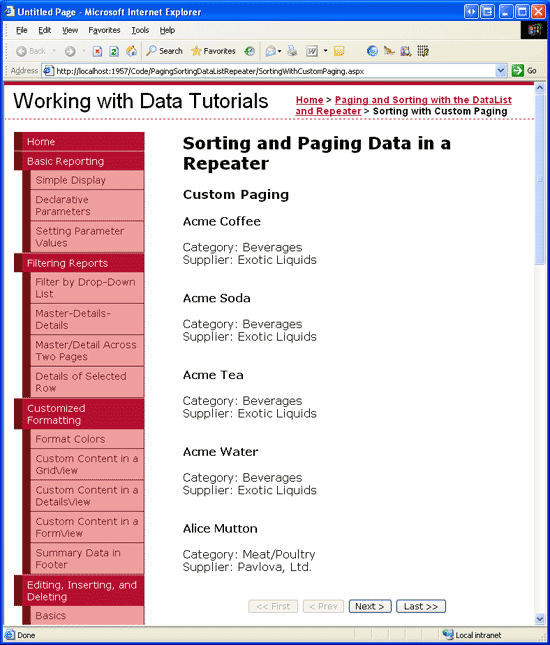 Untitled Page - Microsoft Internet Explorer
File Edit View Favorites Tools Help
Back Search Favorites
Address http://localhost:1957/Code/PagingSortingDataListRepeater/SortingWithCustomPaging.aspx Go
Working with Data Tutorials
Home > Paging and Sorting with the DataList
and Repeater > Sorting with Custom Paging
Home
Basic Reporting
Simple Display
Declarative
Parameters
Setting Parameter
Values
Filtering Reports
Filter by Drop-Down
List
Master-Details-
Details
Master/Detail Across
Two Pages
Details of Selected
Row
Customized
Formatting
Format Colors
Custom Content in a
GridView
Custom Content in a
DetailsView
Custom Content in a
FormView
Summary Data in
Footer
Editing, Inserting, and
Deleting
Basics
Sorting and Paging Data in a
Repeater
Custom Paging
Acme Coffee
Category: Beverages
Supplier: Exotic Liquids
Acme Soda
Category: Beverages
Supplier: Exotic Liquids
Acme Tea
Category: Beverages
Supplier: Exotic Liquids
Acme Water
Category: Beverages
Supplier: Exotic Liquids
Alice Mutton
Category: Meat/Poultry
Supplier: Pavlova, Ltd.
<< First < Prev Next > Last >>
Done Local intranet